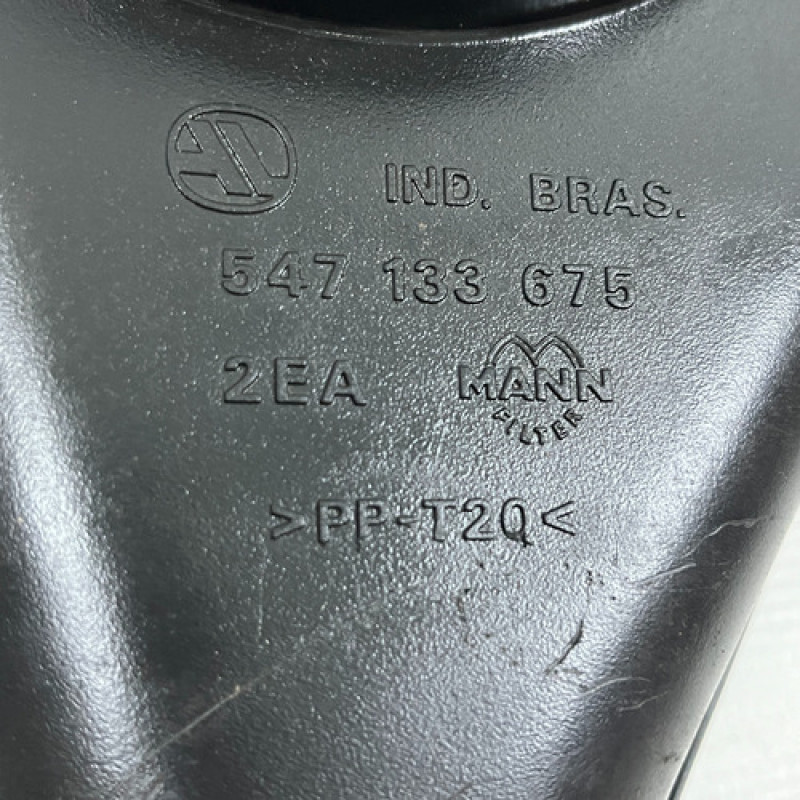 IND. BRAS.
547 133 675
2EA MANN
FILTER
>PP-T20<